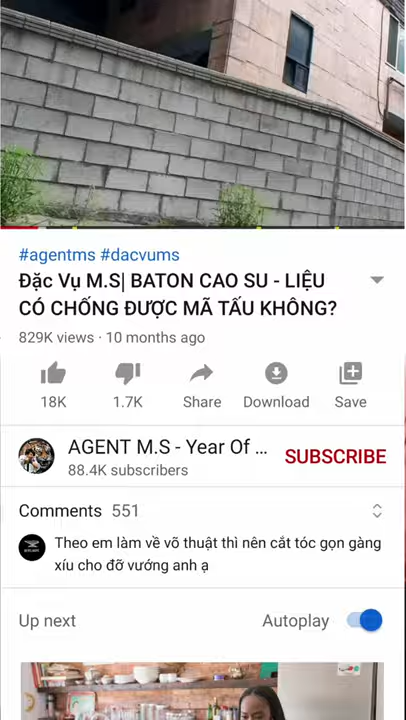 #agentms #dacvums
Đặc Vụ M.S| BATON CAO SU - LIỆU
CÓ CHỐNG ĐƯỢC MÃ TẤU KHÔNG?
829K views · 10 months ago
18K
1.7K
Share
Download
Save
AGENT M.S - Year Of ...
88.4K subscribers
SUBSCRIBE
Comments 551
Theo em làm về võ thuật thì nên cắt tóc gọn gàng
xíu cho đỡ vướng anh ạ
Up next
Autoplay